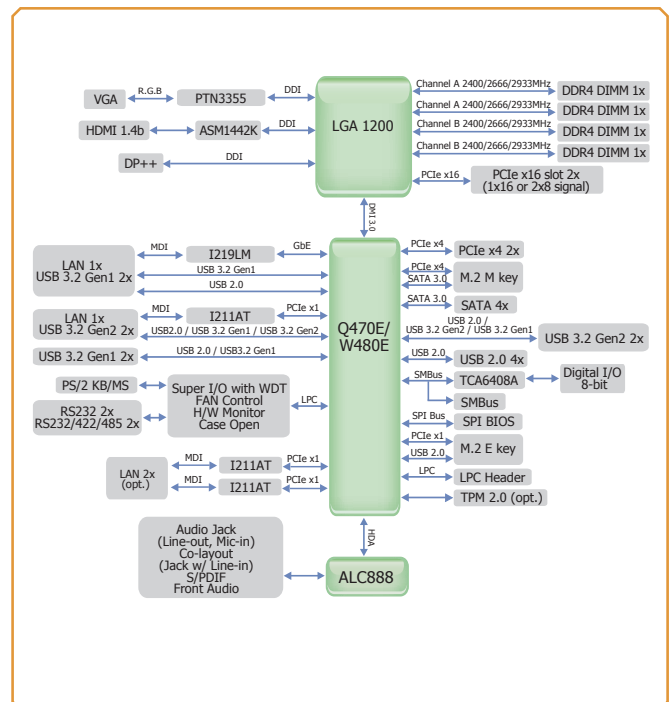 VGA
R.G.B
PTN3355
DDI
HDMI 1.4b
ASM1442K
DDI
DP++
DDI
LGA 1200
Channel A 2400/2666/2933MHz
DDR4 DIMM 1x
Channel A 2400/2666/2933MHz
DDR4 DIMM 1x
Channel B 2400/2666/2933MHz
DDR4 DIMM 1x
Channel B 2400/2666/2933MHz
DDR4 DIMM 1x
PCIe x16
PCIe x16 slot 2x
(1x16 or 2x8 signal)
DMI 3.0
LAN 1x
USB 3.2 Gen1 2x
MDI
I219LM
GbE
USB 3.2 Gen1
USB 2.0
LAN 1x
USB 3.2 Gen2 2x
MDI
I211AT
PCIe x1
USB2.0 / USB 3.2 Gen1 / USB 3.2 Gen2
USB 3.2 Gen1 2x
USB 2.0 / USB3.2 Gen1
PS/2 KB/MS
RS232 2x
RS232/422/485 2x
Super I/O with WDT
FAN Control
H/W Monitor
Case Open
LPC
LAN 2x
(opt.)
MDI
I211AT
PCIe x1
MDI
I211AT
PCIe x1
Q470E/
W480E
PCIe x4
PCIe x4 2x
PCIe x4
SATA 3.0
M.2 M key
SATA 3.0
SATA 4x
USB 2.0 /
USB 3.2 Gen2 / USB 3.2 Gen1
USB 3.2 Gen2 2x
USB 2.0
USB 2.0 4x
SMBus
TCA6408A
Digital I/O
8-bit
SMBus
SPI Bus
SPI BIOS
PCIe x1
USB 2.0
M.2 E key
LPC
LPC Header
TPM 2.0 (opt.)
HDA
Audio Jack
(Line-out, Mic-in)
Co-layout
(Jack w/ Line-in)
S/PDIF
Front Audio
ALC888